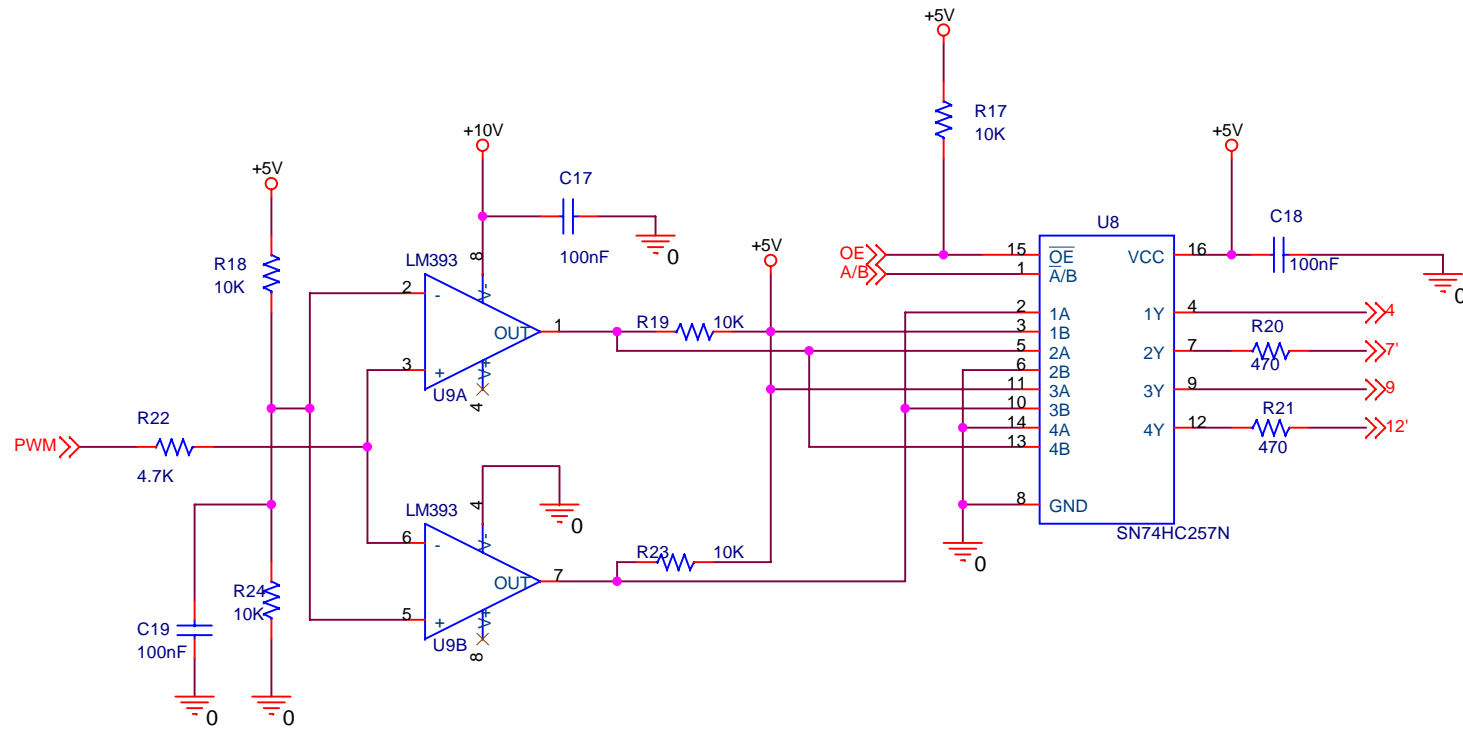 +5V
R17
10K
+10V
+5V
+5V
C17
100nF
U8
C18
100nF
0
0
+5V
R18
10K
LM393
8
V-
2
-
OUT
1
3
+
V+
U9A
4
R19
10K
OE
A/B
15
OE
VCC
16
1
A/B
2
1A
1Y
4
4
3
1B
R20
5
2A
2Y
7
470
7'
6
2B
11
3A
3Y
9
9
10
3B
R21
14
4A
4Y
12
470
12'
13
4B
8
GND
SN74HC257N
0
PWM
R22
4.7K
LM393
4
V-
0
6
-
OUT
7
5
+
V+
U9B
8
R23
10K
R24
10K
C19
100nF
0
0